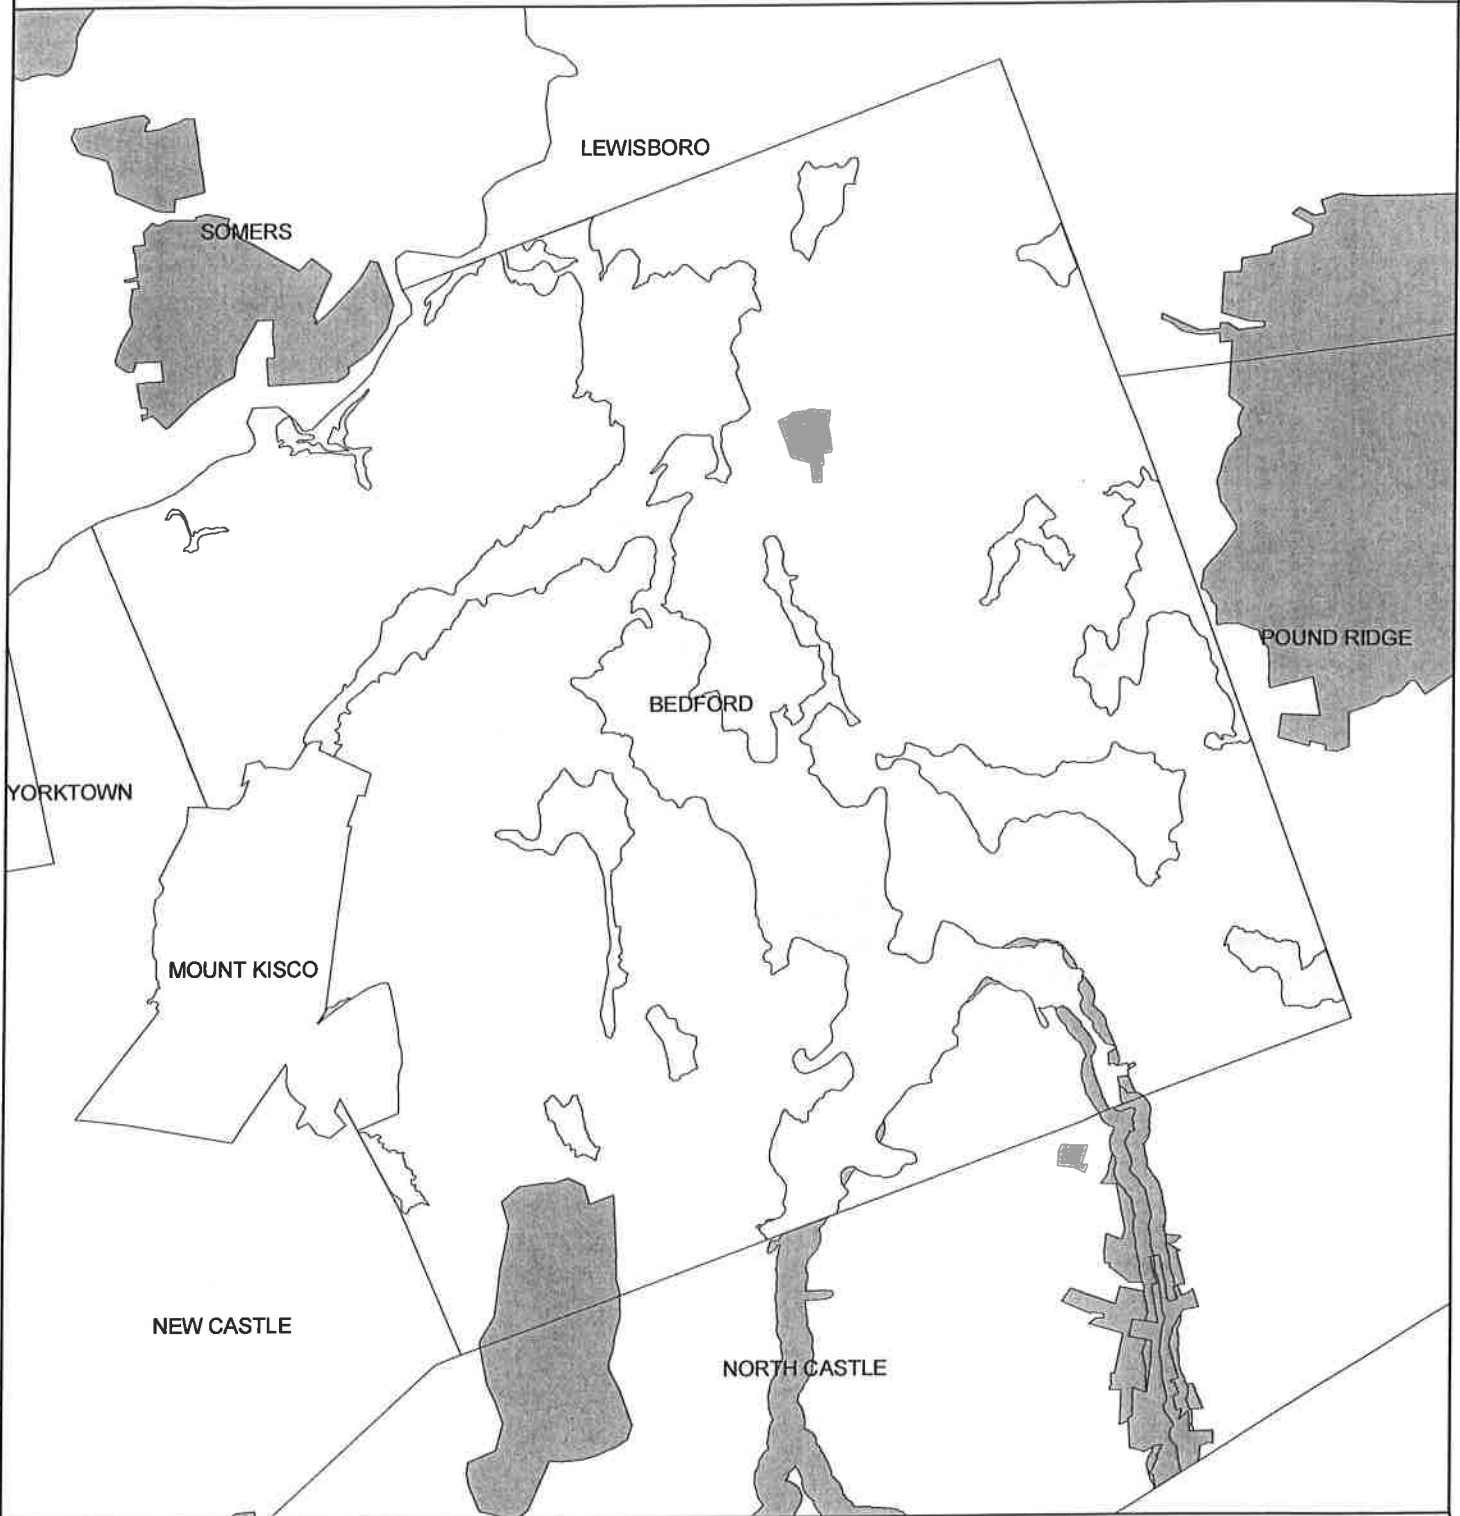 LEWISBORO
SOMERS
POUND RIDGE
BEDFORD
YORKTOWN
MOUNT KISCO
NEW CASTLE
NORTH CASTLE